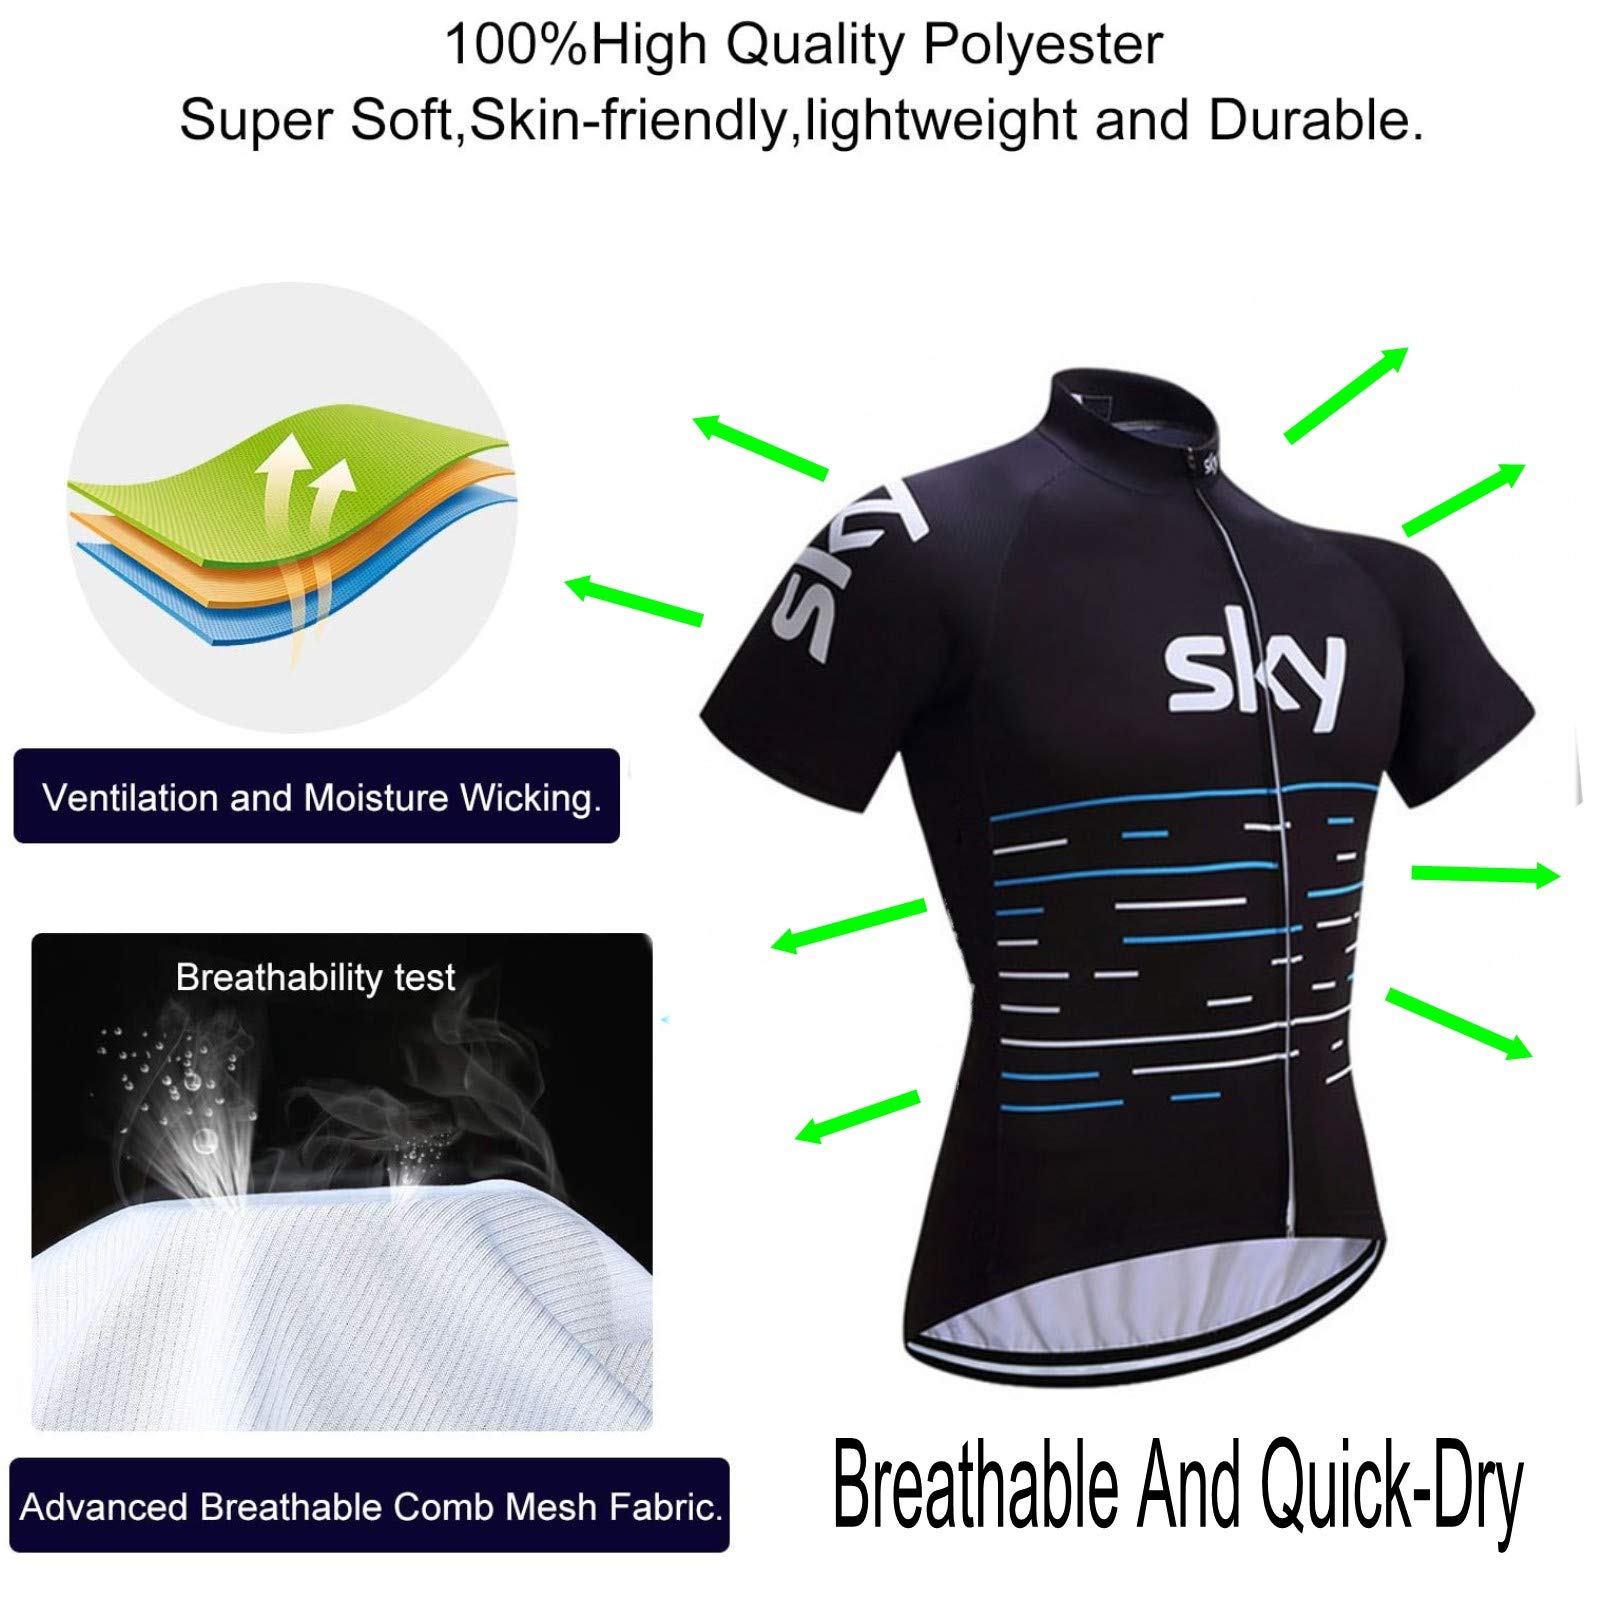 100%High Quality Polyester
Super Soft,Skin-friendly,lightweight and Durable.
sky
sky
sky
Ventilation and Moisture Wicking.
Breathability test
Advanced Breathable Comb Mesh Fabric.
Breathable And Quick-Dry